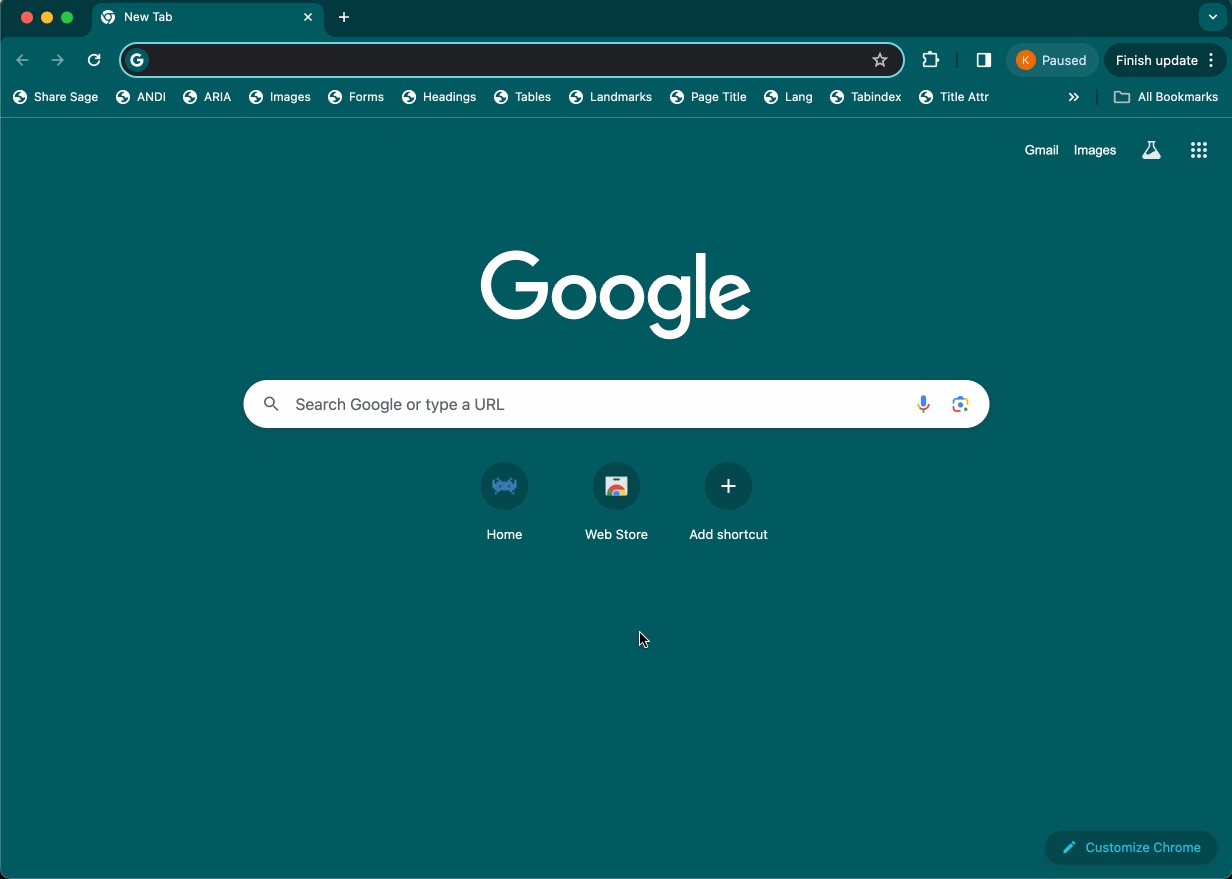 New Tab
K Paused Finish update
Share Sage ANDI ARIA Images Forms Headings Tables Landmarks Page Title Lang Tabindex Title Attr All Bookmarks
Gmail Images
Google
Search Google or type a URL
Home Web Store Add shortcut
Customize Chrome